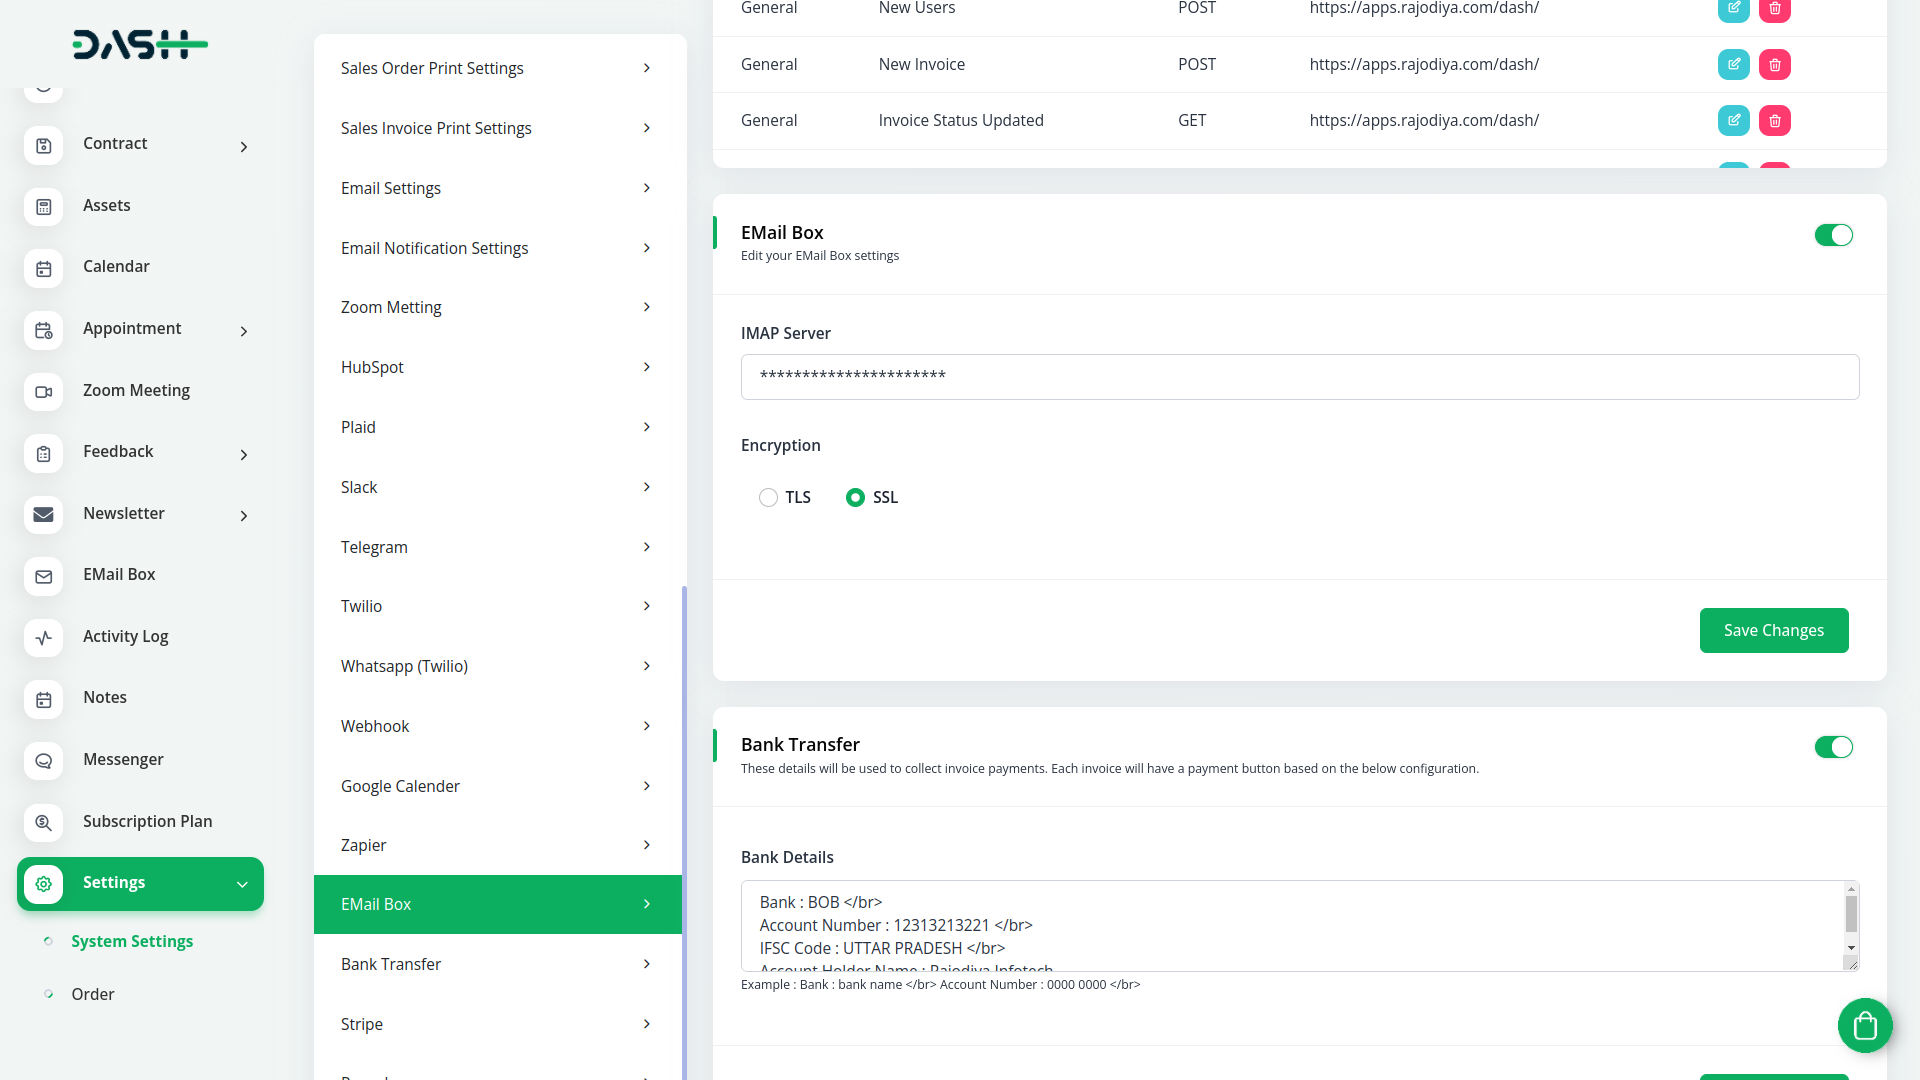 DASH
Contract
Assets
Calendar
Appointment
Zoom Meeting
Feedback
Newsletter
EMail Box
Activity Log
Notes
Messenger
Subscription Plan
Settings
System Settings
Order
Sales Order Print Settings
Sales Invoice Print Settings
Email Settings
Email Notification Settings
Zoom Metting
HubSpot
Plaid
Slack
Telegram
Twilio
Whatsapp (Twilio)
Webhook
Google Calender
Zapier
EMail Box
Bank Transfer
Stripe
General New Users POST https://apps.rajodiya.com/dash/
General New Invoice POST https://apps.rajodiya.com/dash/
General Invoice Status Updated GET https://apps.rajodiya.com/dash/
EMail Box
Edit your EMail Box settings
IMAP Server
**********************
Encryption
TLS SSL
Save Changes
Bank Transfer
These details will be used to collect invoice payments. Each invoice will have a payment button based on the below configuration.
Bank Details
Bank : BOB </br>
Account Number : 12313213221 </br>
IFSC Code : UTTAR PRADESH </br>
Account Holder Name : Rajodiya Infotech
Example : Bank : bank name </br> Account Number : 0000 0000 </br>